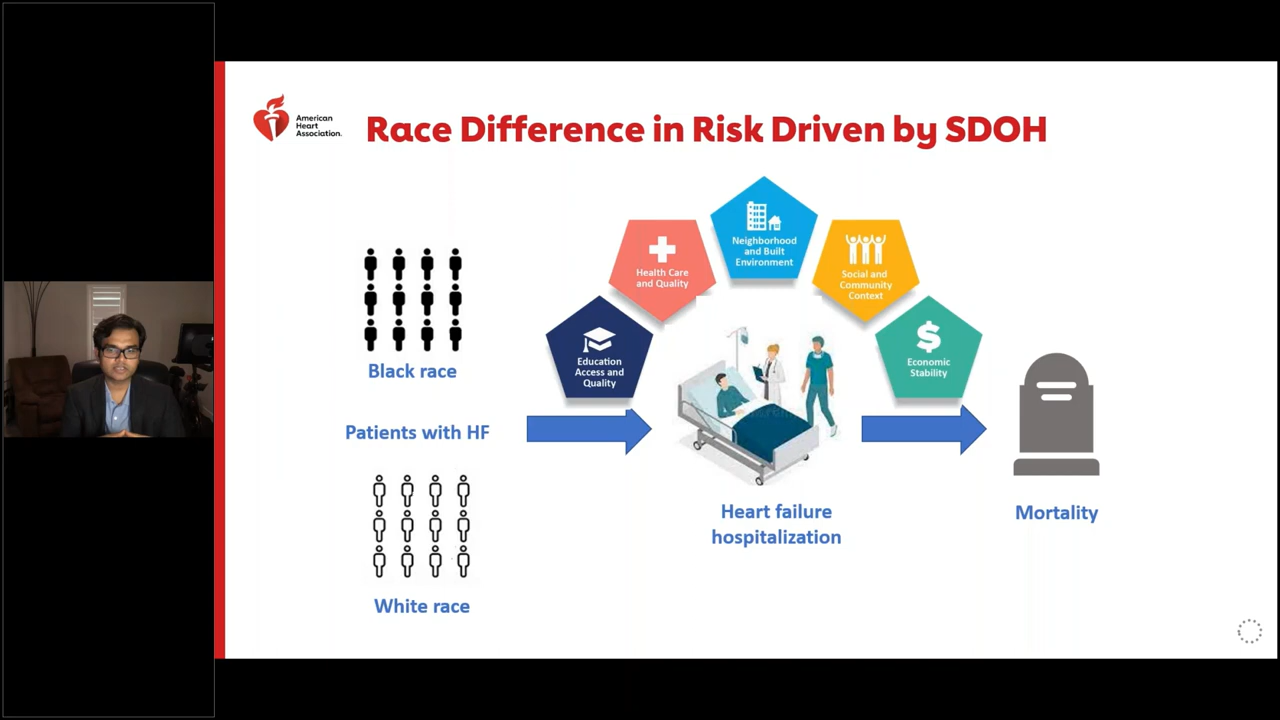 American
Heart
Association.
Race Difference in Risk Driven by SDOH
Neighborhood
and Built
Environment
Health Care
and Quality
Social and
Community
Context
Education
Access and
Quality
Economic
Stability
Black race
Patients with HF
White race
Heart failure
hospitalization
Mortality